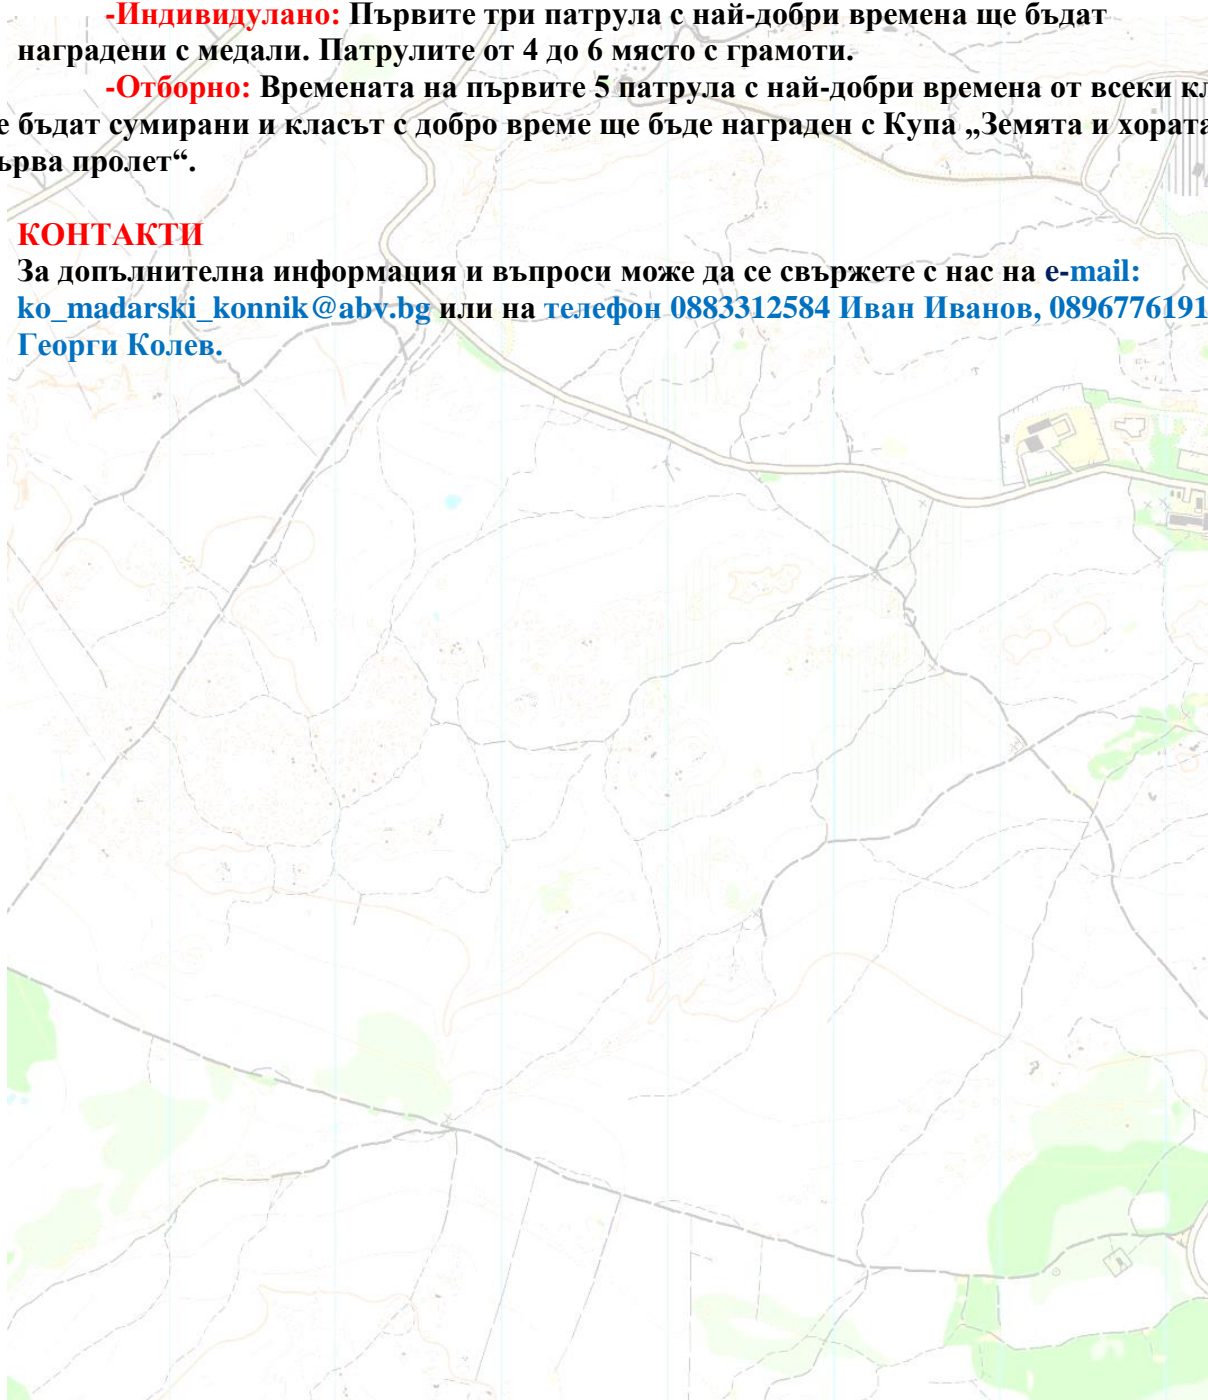 -Индивидулано: Първите три патрула с най-добри времена ще бъдат
наградени с медали. Патрулите от 4 до 6 място с грамоти.
-Отборно: Времената на първите 5 патрула с най-добри времена от всеки кл
е бъдат сумирани и класът с добро време ще бъде награден с Купа „Земята и хората
ърва пролет“.
КОНТАКТИ
За допълнителна информация и въпроси може да се свържете с нас на e-mail:
ko_madarski_konnik@abv.bg или на телефон 0883312584 Иван Иванов, 0896776191
Георги Колев.